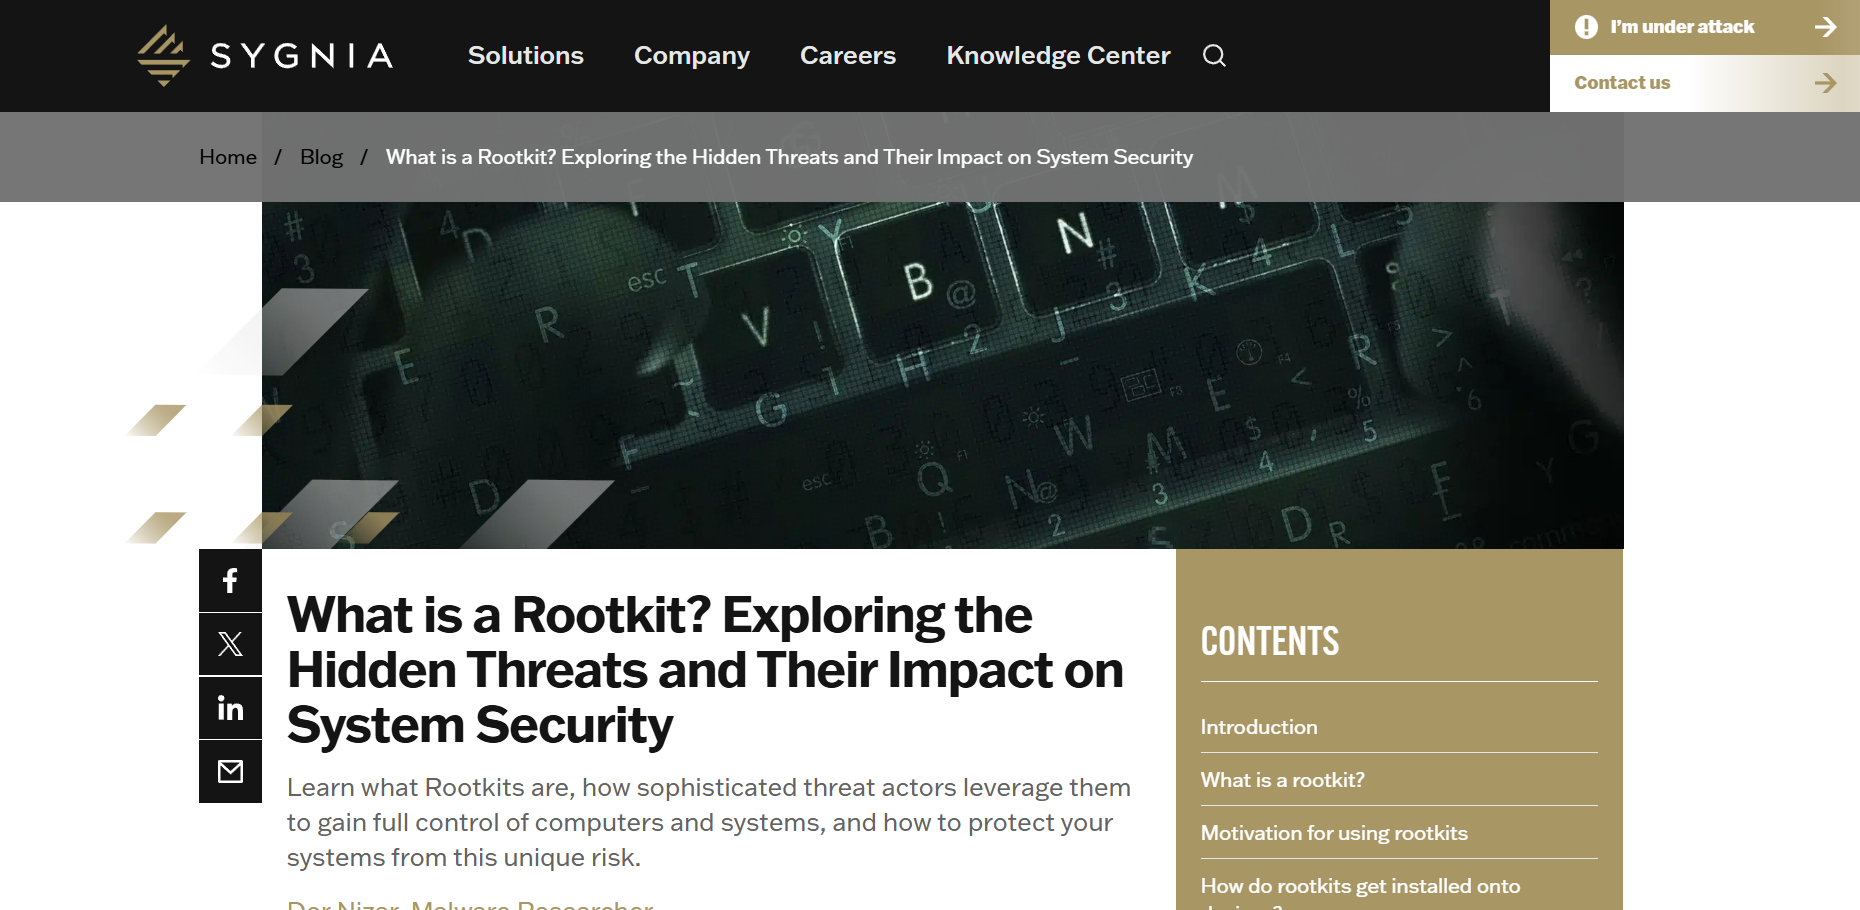 SYGNIA
Solutions
Company
Careers
Knowledge Center
I'm under attack
Contact us
Home / Blog / What is a Rootkit? Exploring the Hidden Threats and Their Impact on System Security
What is a Rootkit? Exploring the
Hidden Threats and Their Impact on
System Security
Learn what Rootkits are, how sophisticated threat actors leverage them
to gain full control of computers and systems, and how to protect your
systems from this unique risk.
CONTENTS
Introduction
What is a rootkit?
Motivation for using rootkits
How do rootkits get installed onto